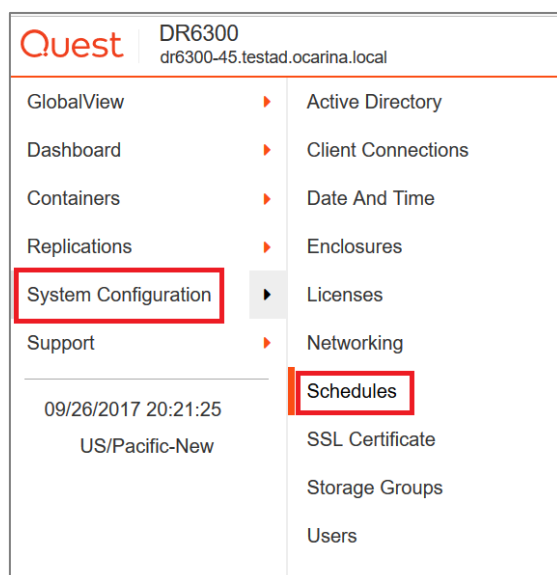 Quest
DR6300
dr6300-45.testad.ocarina.local
GlobalView
Dashboard
Containers
Replications
System Configuration
Support
09/26/2017 20:21:25
US/Pacific-New
Active Directory
Client Connections
Date And Time
Enclosures
Licenses
Networking
Schedules
SSL Certificate
Storage Groups
Users